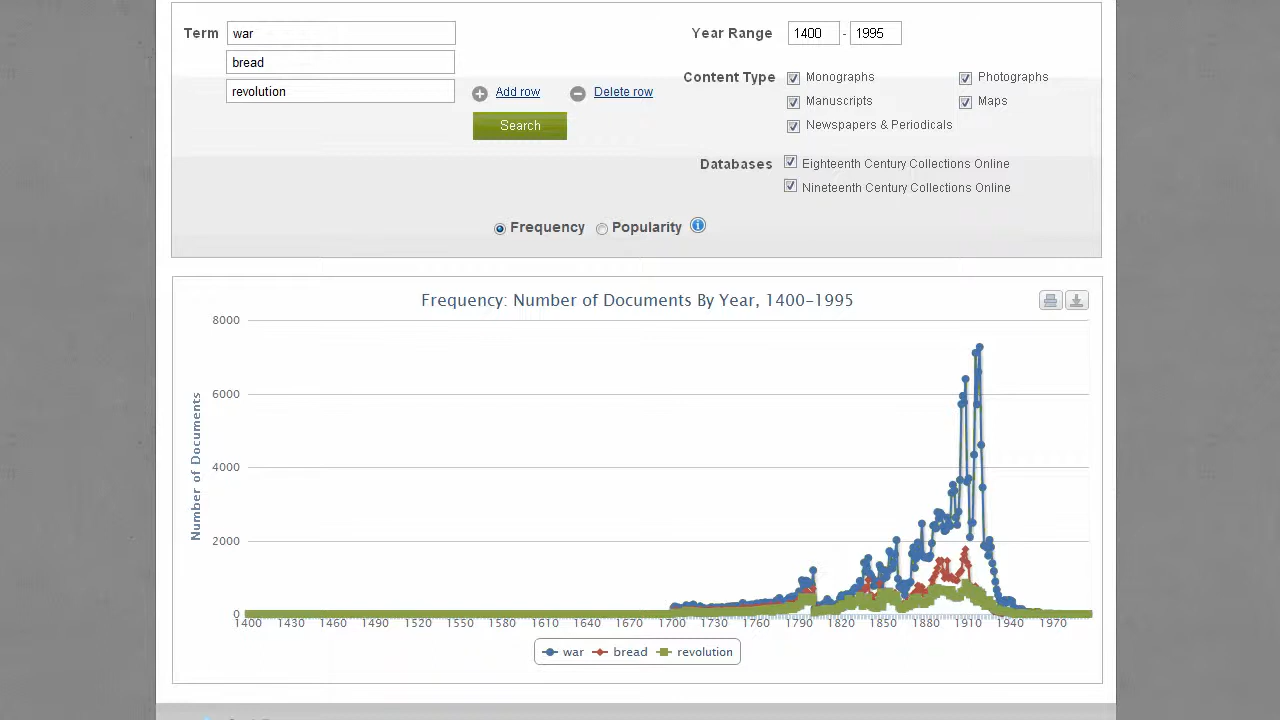 Term war Year Range 1400 - 1995
bread
Content Type Monographs Photographs
revolution Add row Delete row
Manuscripts Maps
Search Newspapers & Periodicals
Databases Eighteenth Century Collections Online
Nineteenth Century Collections Online
Frequency Popularity
Frequency: Number of Documents By Year, 1400-1995
Number of Documents
8000
6000
4000
2000
0
1400 1430 1460 1490 1520 1550 1580 1610 1640 1670 1700 1730 1760 1790 1820 1850 1880 1910 1940 1970
war bread revolution